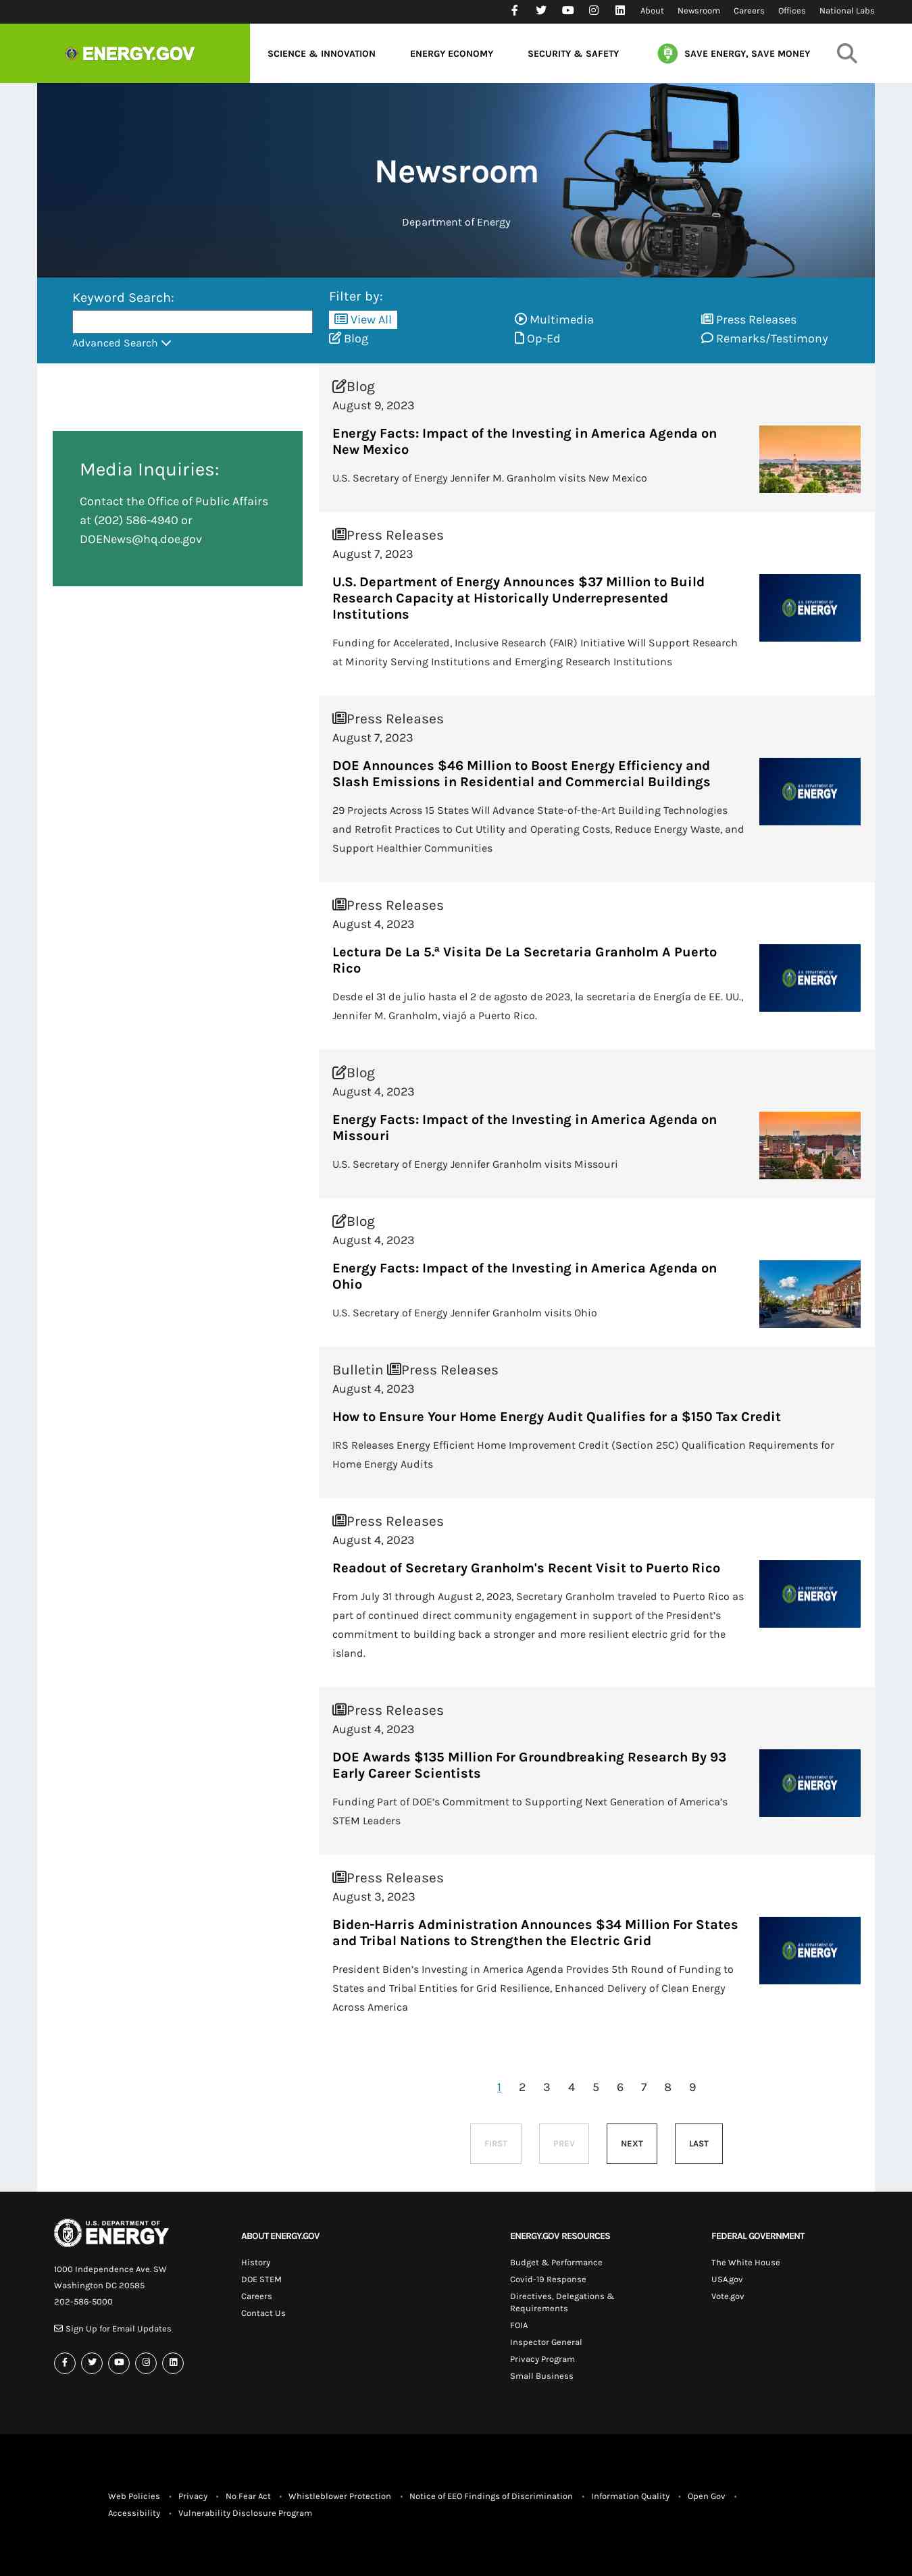 About Newsroom Careers Offices National Labs
ENERGY.GOV
SCIENCE & INNOVATION ENERGY ECONOMY SECURITY & SAFETY SAVE ENERGY, SAVE MONEY
Newsroom
Department of Energy
Keyword Search:
Advanced Search
Filter by:
View All Multimedia Press Releases
Blog Op-Ed Remarks/Testimony
Media Inquiries:
Contact the Office of Public Affairs
at (202) 586-4940 or
DOENews@hq.doe.gov
Blog
August 9, 2023
Energy Facts: Impact of the Investing in America Agenda on
New Mexico
U.S. Secretary of Energy Jennifer M. Granholm visits New Mexico
Press Releases
August 7, 2023
U.S. Department of Energy Announces $37 Million to Build
Research Capacity at Historically Underrepresented
Institutions
Funding for Accelerated, Inclusive Research (FAIR) Initiative Will Support Research
at Minority Serving Institutions and Emerging Research Institutions
U.S. DEPARTMENT OF
ENERGY
Press Releases
August 7, 2023
DOE Announces $46 Million to Boost Energy Efficiency and
Slash Emissions in Residential and Commercial Buildings
29 Projects Across 15 States Will Advance State-of-the-Art Building Technologies
and Retrofit Practices to Cut Utility and Operating Costs, Reduce Energy Waste, and
Support Healthier Communities
U.S. DEPARTMENT OF
ENERGY
Press Releases
August 4, 2023
Lectura De La 5.ª Visita De La Secretaria Granholm A Puerto
Rico
Desde el 31 de julio hasta el 2 de agosto de 2023, la secretaria de Energía de EE. UU.,
Jennifer M. Granholm, viajó a Puerto Rico.
U.S. DEPARTMENT OF
ENERGY
Blog
August 4, 2023
Energy Facts: Impact of the Investing in America Agenda on
Missouri
U.S. Secretary of Energy Jennifer Granholm visits Missouri
Blog
August 4, 2023
Energy Facts: Impact of the Investing in America Agenda on
Ohio
U.S. Secretary of Energy Jennifer Granholm visits Ohio
Bulletin Press Releases
August 4, 2023
How to Ensure Your Home Energy Audit Qualifies for a $150 Tax Credit
IRS Releases Energy Efficient Home Improvement Credit (Section 25C) Qualification Requirements for
Home Energy Audits
Press Releases
August 4, 2023
Readout of Secretary Granholm's Recent Visit to Puerto Rico
From July 31 through August 2, 2023, Secretary Granholm traveled to Puerto Rico as
part of continued direct community engagement in support of the President’s
commitment to building back a stronger and more resilient electric grid for the
island.
U.S. DEPARTMENT OF
ENERGY
Press Releases
August 4, 2023
DOE Awards $135 Million For Groundbreaking Research By 93
Early Career Scientists
Funding Part of DOE’s Commitment to Supporting Next Generation of America’s
STEM Leaders
U.S. DEPARTMENT OF
ENERGY
Press Releases
August 3, 2023
Biden-Harris Administration Announces $34 Million For States
and Tribal Nations to Strengthen the Electric Grid
President Biden’s Investing in America Agenda Provides 5th Round of Funding to
States and Tribal Entities for Grid Resilience, Enhanced Delivery of Clean Energy
Across America
U.S. DEPARTMENT OF
ENERGY
1 2 3 4 5 6 7 8 9
FIRST PREV NEXT LAST
U.S. DEPARTMENT OF
ENERGY
1000 Independence Ave. SW
Washington DC 20585
202-586-5000
Sign Up for Email Updates
ABOUT ENERGY.GOV
History
DOE STEM
Careers
Contact Us
ENERGY.GOV RESOURCES
Budget & Performance
Covid-19 Response
Directives, Delegations &
Requirements
FOIA
Inspector General
Privacy Program
Small Business
FEDERAL GOVERNMENT
The White House
USA.gov
Vote.gov
Web Policies • Privacy • No Fear Act • Whistleblower Protection • Notice of EEO Findings of Discrimination • Information Quality • Open Gov •
Accessibility • Vulnerability Disclosure Program